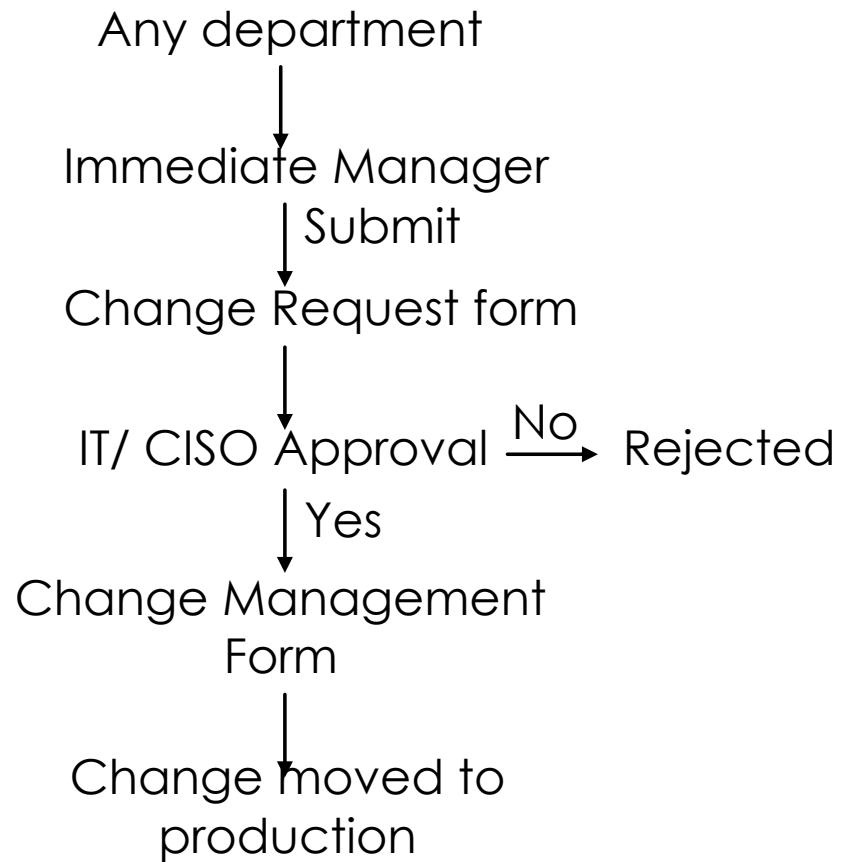 Any department
Immediate Manager
Submit
Change Request form
IT/ CISO Approval No Rejected
Yes
Change Management
Form
Change moved to
production